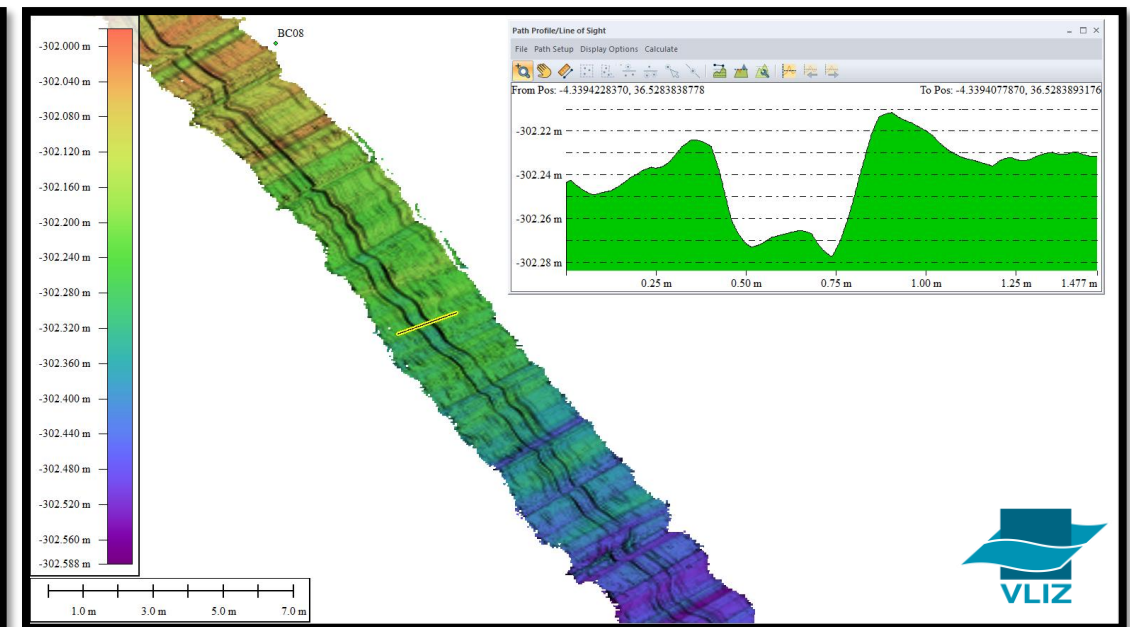 -302.000 m
-302.040 m
-302.080 m
-302.120 m
-302.160 m
-302.200 m
-302.240 m
-302.280 m
-302.320 m
-302.360 m
-302.400 m
-302.440 m
-302.480 m
-302.520 m
-302.560 m
-302.588 m
1.0 m 3.0 m 5.0 m 7.0 m
BC08
Path Profile/Line of Sight
File Path Setup Display Options Calculate
From Pos: -4.3394228370, 36.5283838778 To Pos: -4.3394077870, 36.5283893176
-302.22 m
-302.24 m
-302.26 m
-302.28 m
0.25 m 0.50 m 0.75 m 1.00 m 1.25 m 1.477 m
VLIZ